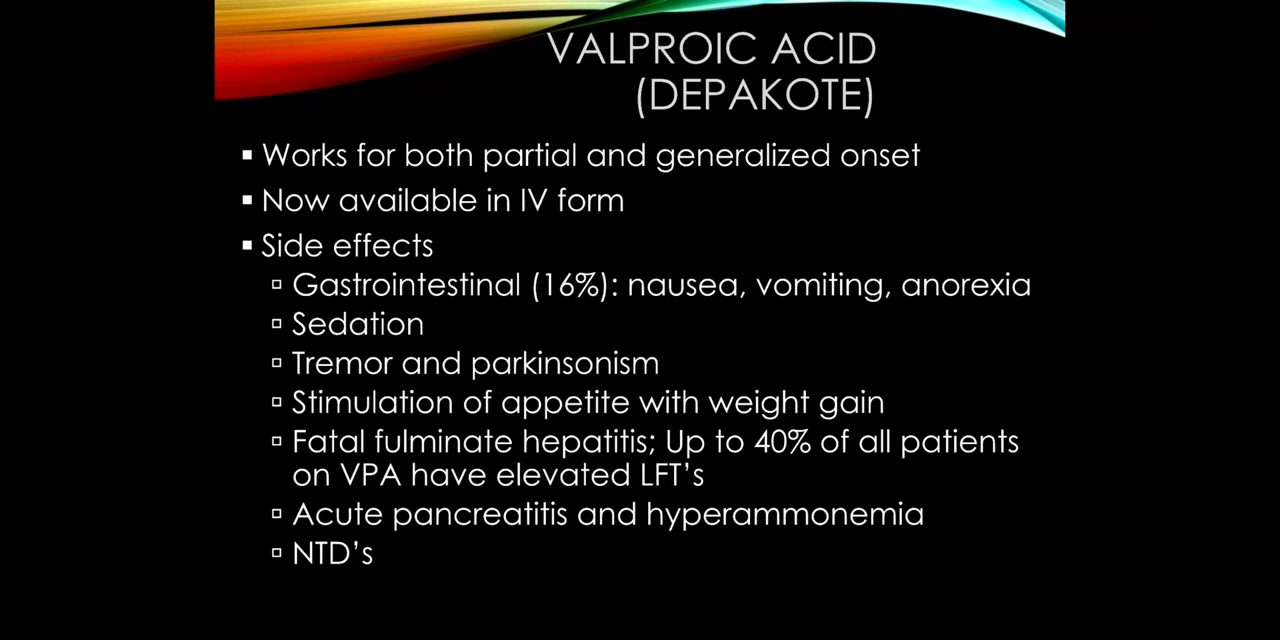 VALPROIC ACID
(DEPAKOTE)
▪ Works for both partial and generalized onset
▪ Now available in IV form
▪ Side effects
▫ Gastrointestinal (16%): nausea, vomiting, anorexia
▫ Sedation
▫ Tremor and parkinsonism
▫ Stimulation of appetite with weight gain
▫ Fatal fulminate hepatitis; Up to 40% of all patients
on VPA have elevated LFT's
▫ Acute pancreatitis and hyperammonemia
▫ NTD's